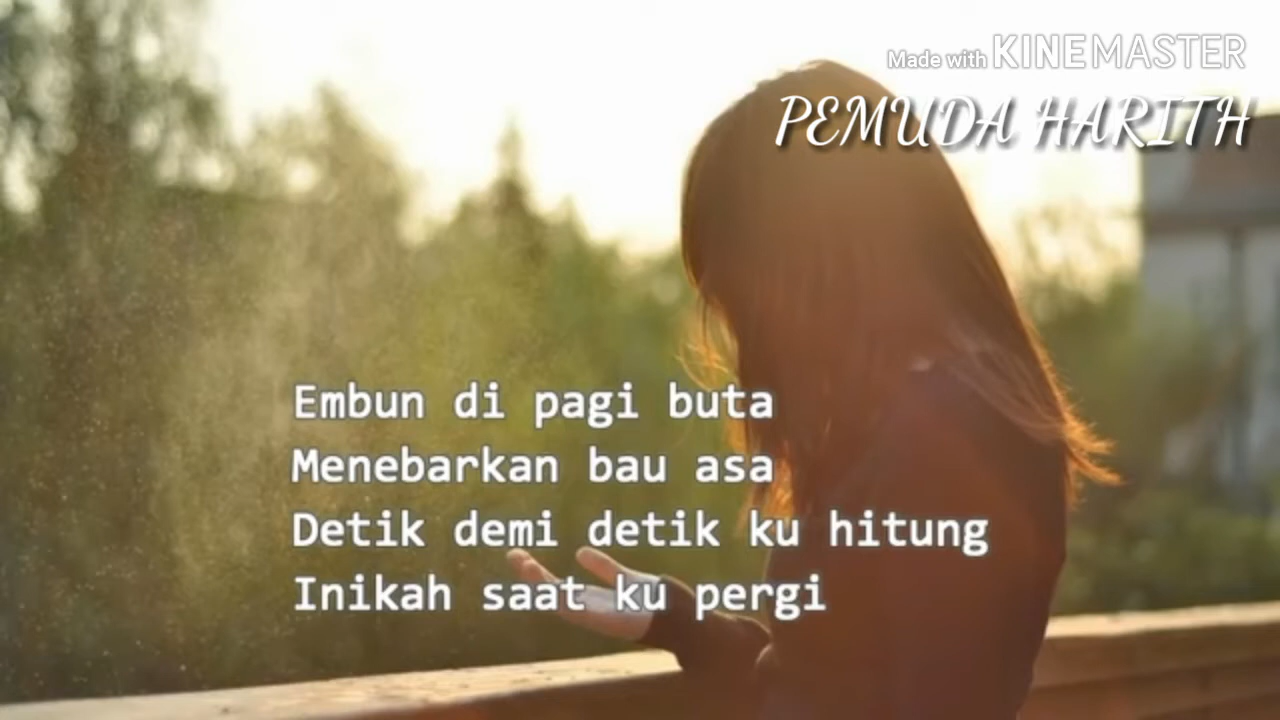 Made with KINEMASTER
PEMUDA HARITH
Embun di pagi buta
Menebarkan bau asa
Detik demi detik ku hitung
Inikah saat ku pergi